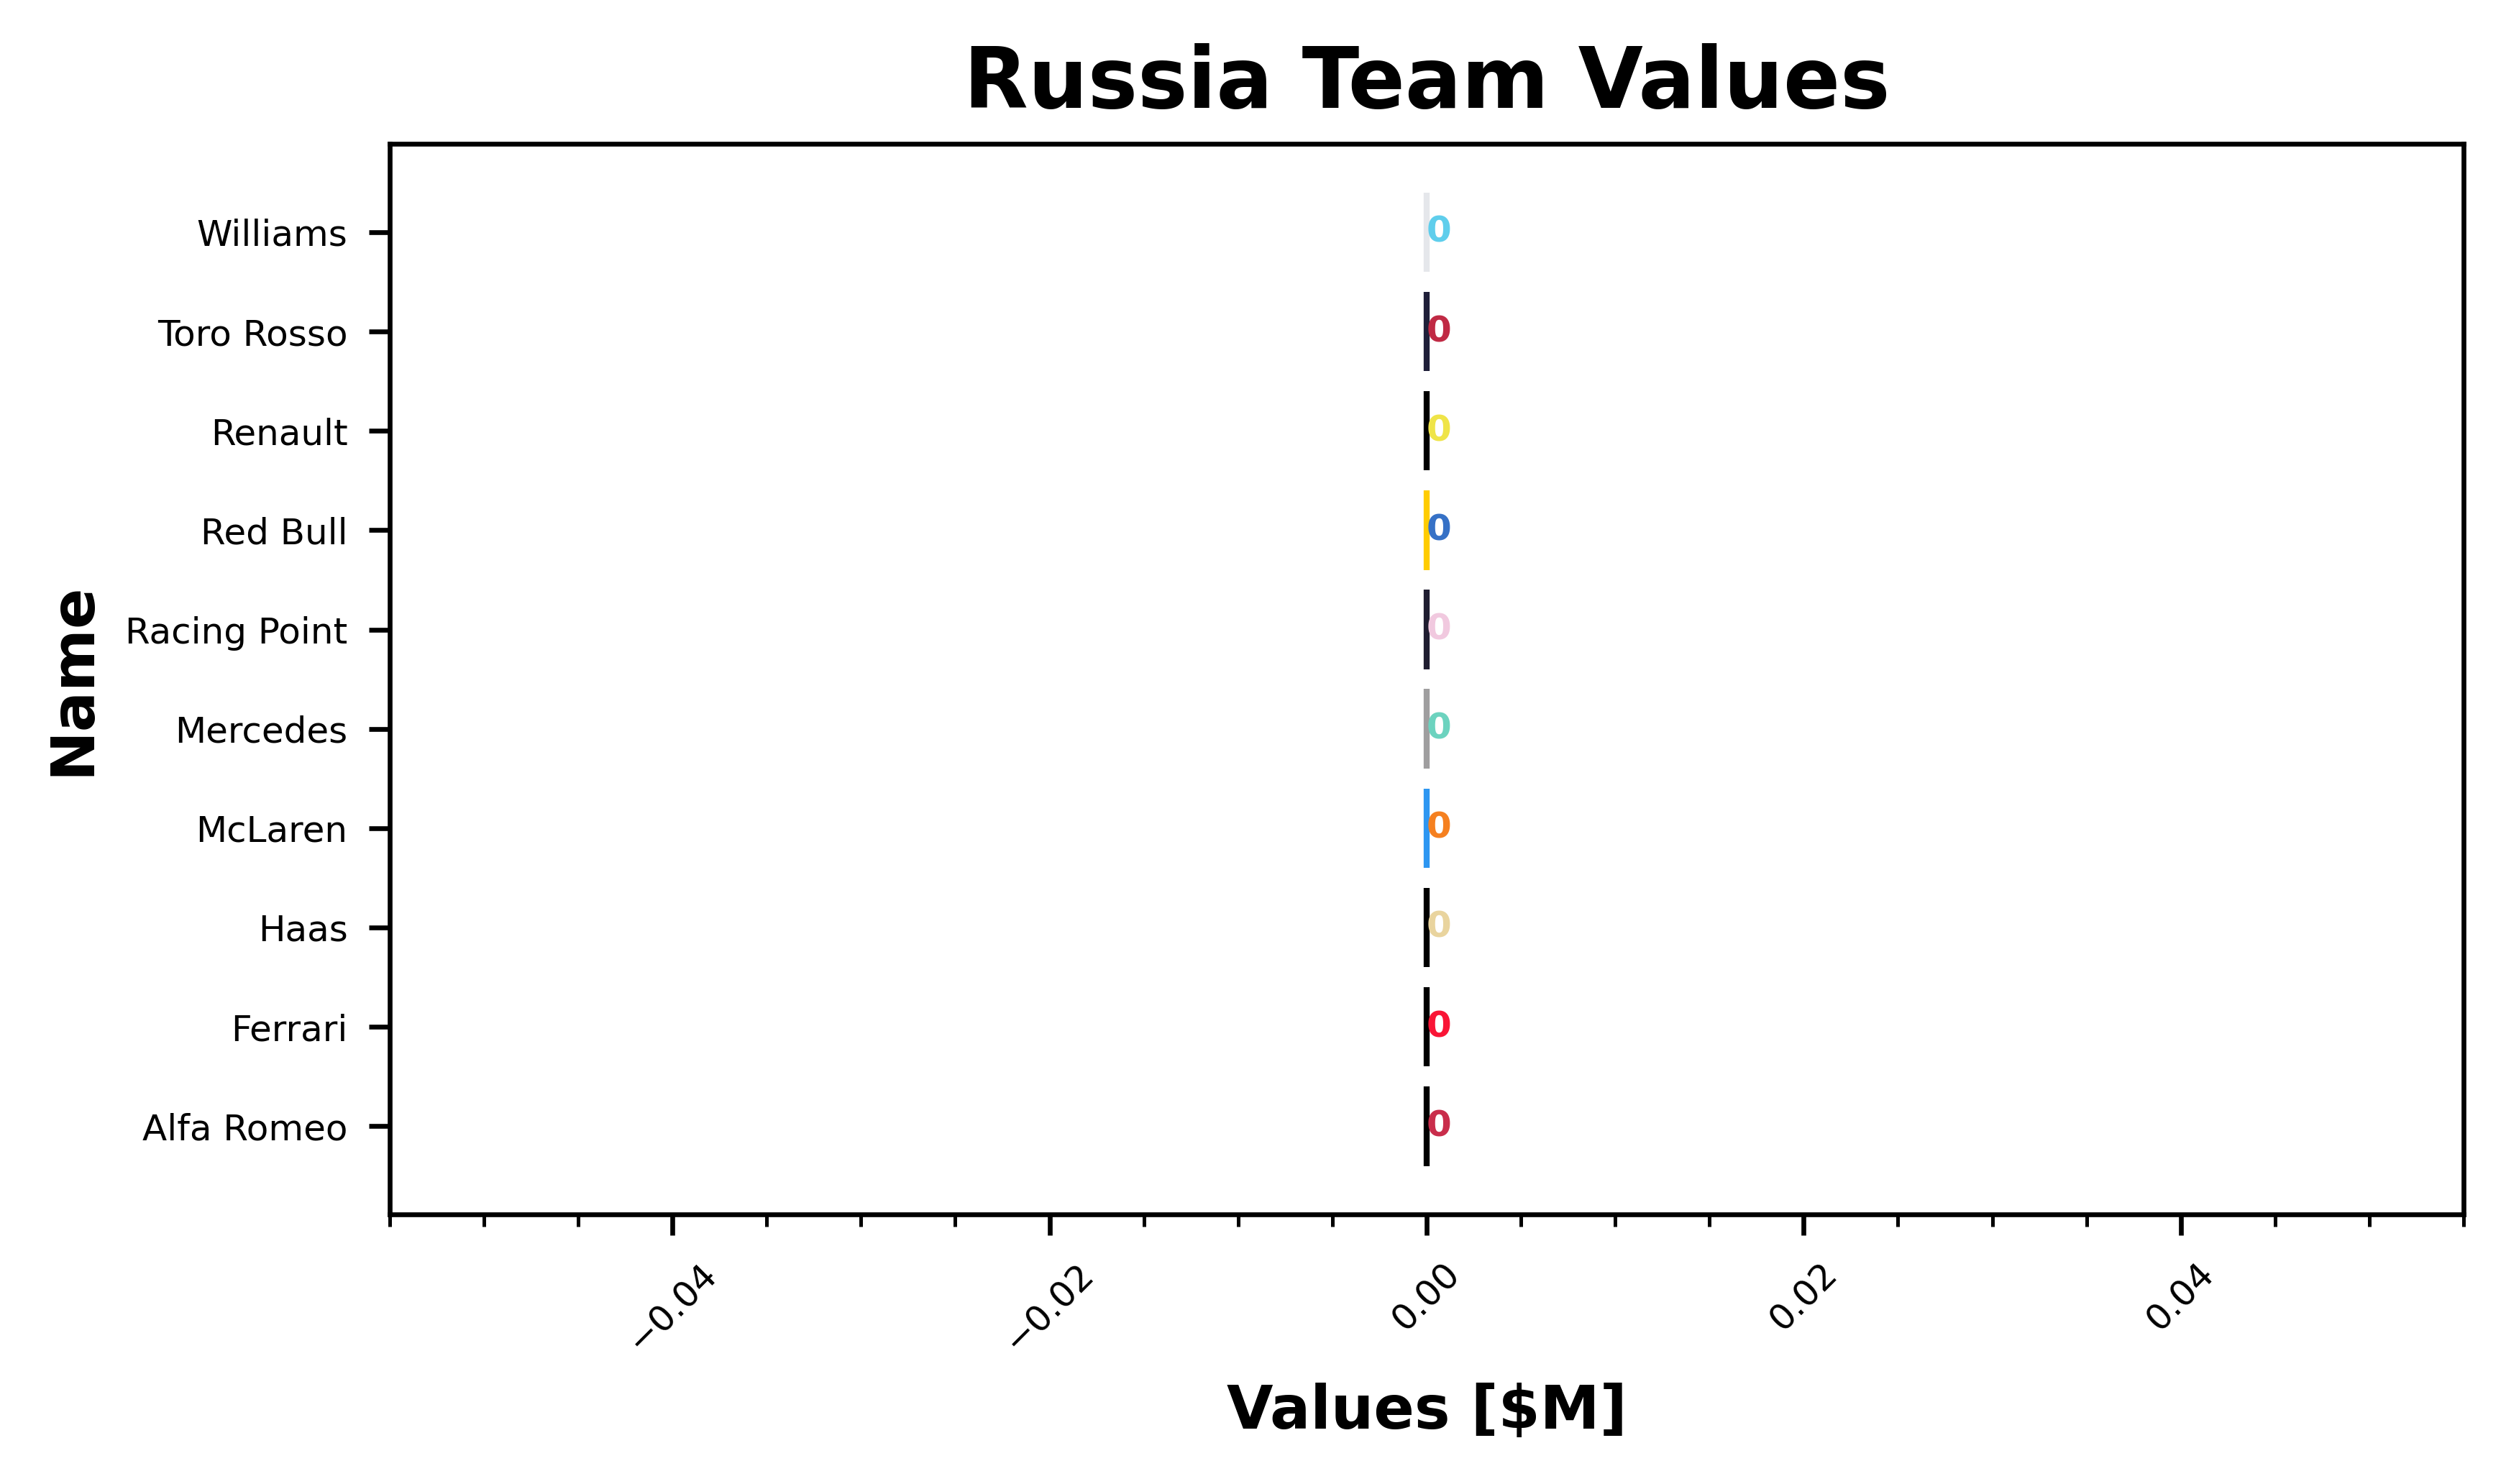 Russia Team Values
Name
Williams 0
Toro Rosso 0
Renault 0
Red Bull 0
Racing Point 0
Mercedes 0
McLaren 0
Haas 0
Ferrari 0
Alfa Romeo 0
−0.04 −0.02 0.00 0.02 0.04
Values [$M]